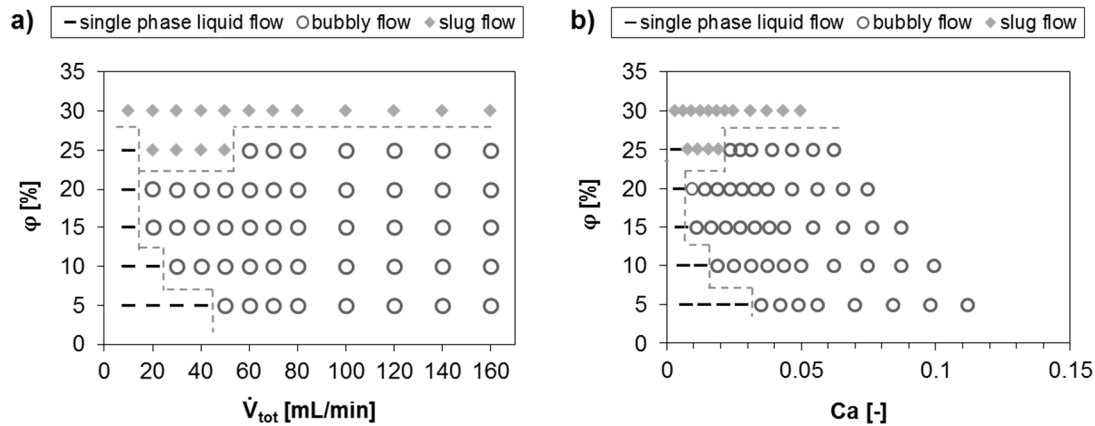 a)
single phase liquid flow bubbly flow slug flow
35
30
25
20
15
10
5
0
φ [%]
0 20 40 60 80 100 120 140 160
V̇tot [mL/min]
b)
single phase liquid flow bubbly flow slug flow
35
30
25
20
15
10
5
0
φ [%]
0 0.05 0.1 0.15
Ca [-]